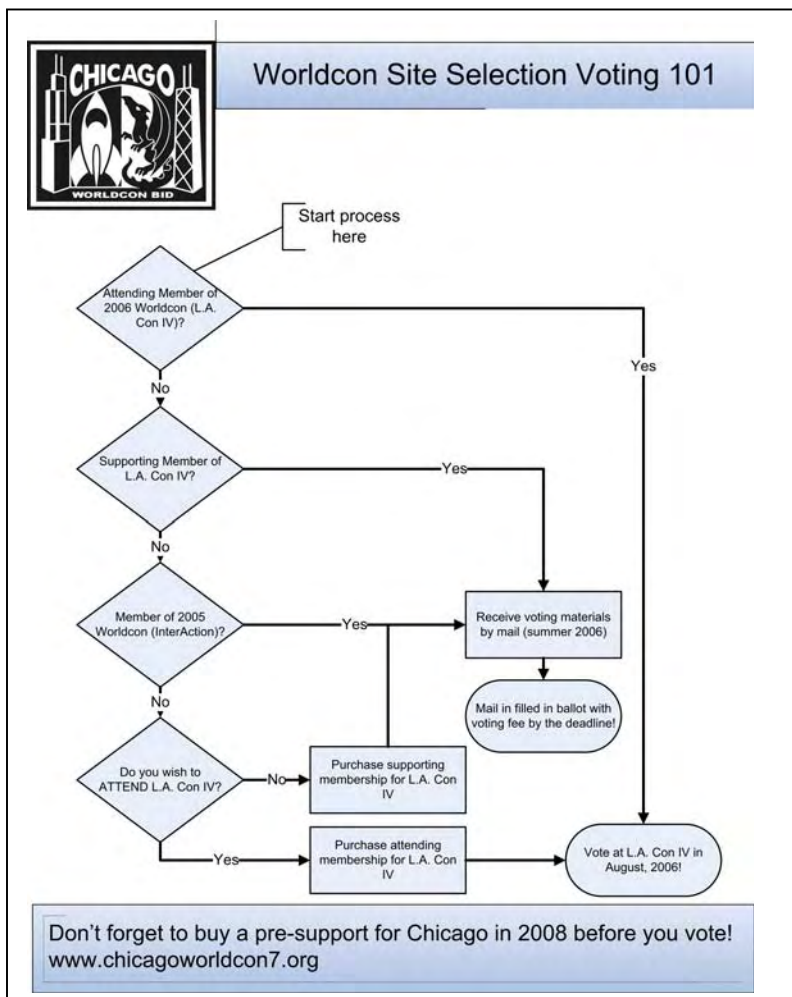 CHICAGO
WORLDCON BID
Worldcon Site Selection Voting 101
Start process
here
Attending Member of
2006 Worldcon (L.A.
Con IV)?
Yes
No
Supporting Member of
L.A. Con IV?
Yes
No
Member of 2005
Worldcon (InterAction)?
Yes
Receive voting materials
by mail (summer 2006)
No
Mail in filled in ballot with
voting fee by the deadline!
Do you wish to
ATTEND L.A. Con IV?
No
Purchase supporting
membership for L.A. Con
IV
Yes
Purchase attending
membership for L.A. Con
IV
Vote at L.A. Con IV in
August, 2006!
Don't forget to buy a pre-support for Chicago in 2008 before you vote!
www.chicagoworldcon7.org